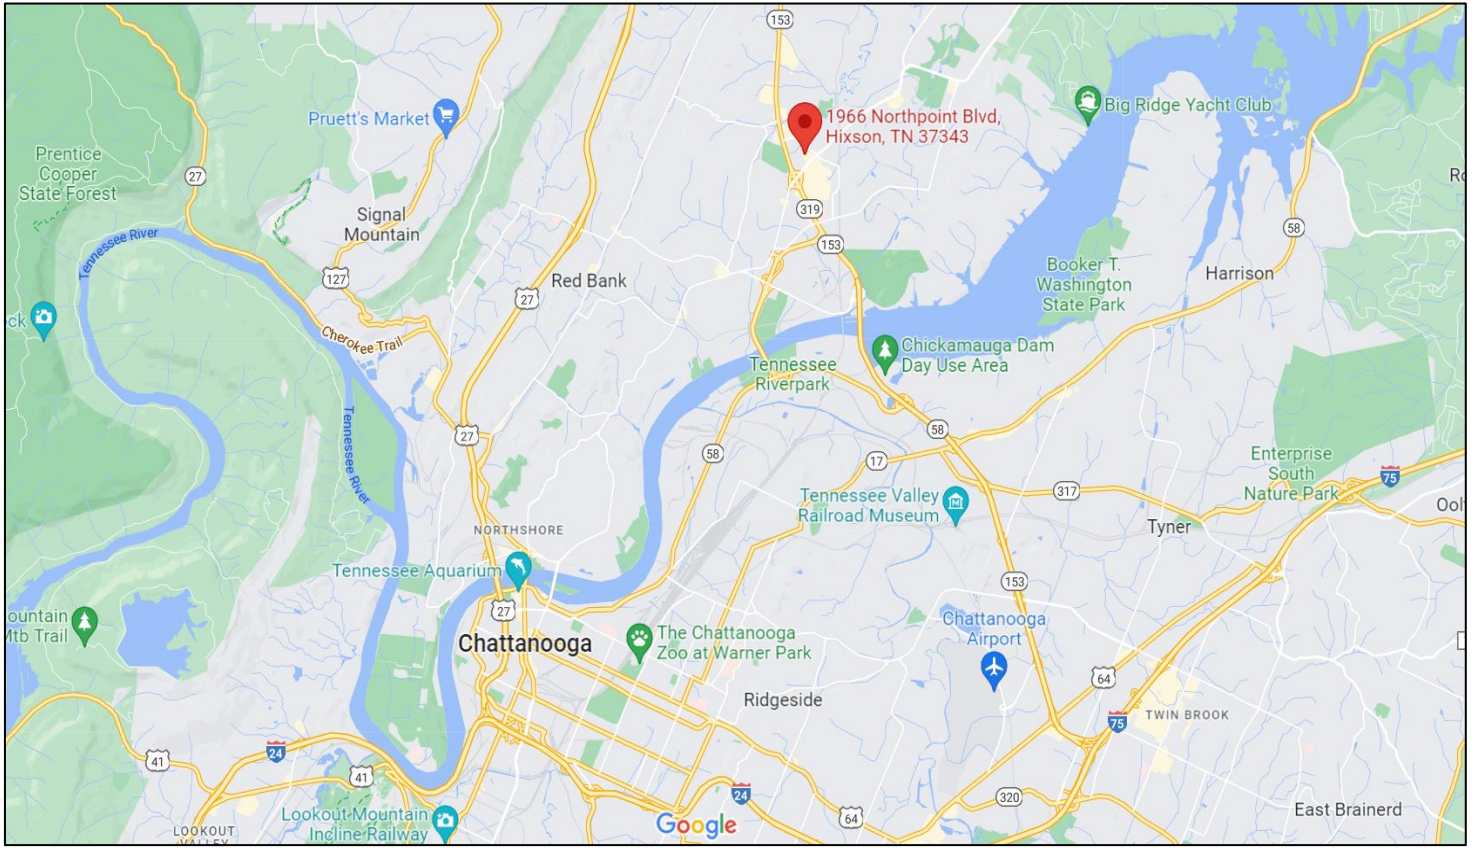 153
Pruett's Market
1966 Northpoint Blvd,
Hixson, TN 37343
Big Ridge Yacht Club
Prentice
Cooper
State Forest
27
Signal
Mountain
319
58
Tennessee River
127
153
Red Bank
27
Booker T.
Washington
State Park
Harrison
Cherokee Trail
Chickamauga Dam
Day Use Area
Tennessee
Riverpark
Tennessee River
27
58
58
17
Enterprise
South
Nature Park
75
317
Tennessee Valley
Railroad Museum
Tyner
NORTHSHORE
Tennessee Aquarium
153
27
Chattanooga
The Chattanooga
Zoo at Warner Park
Chattanooga
Airport
ountain
Mtb Trail
64
Ridgeside
75
TWIN BROOK
41
24
41
24
320
64
East Brainerd
Lookout Mountain
Incline Railway
Google
LOOKOUT
VALLEY